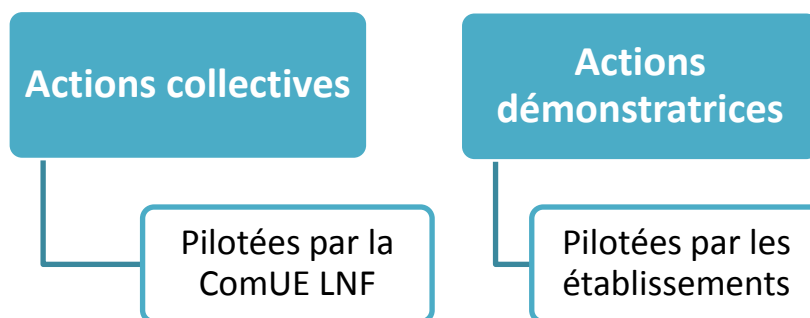 Actions collectives
Pilotées par la
ComUE LNF
Actions
démonstratrices
Pilotées par les
établissements